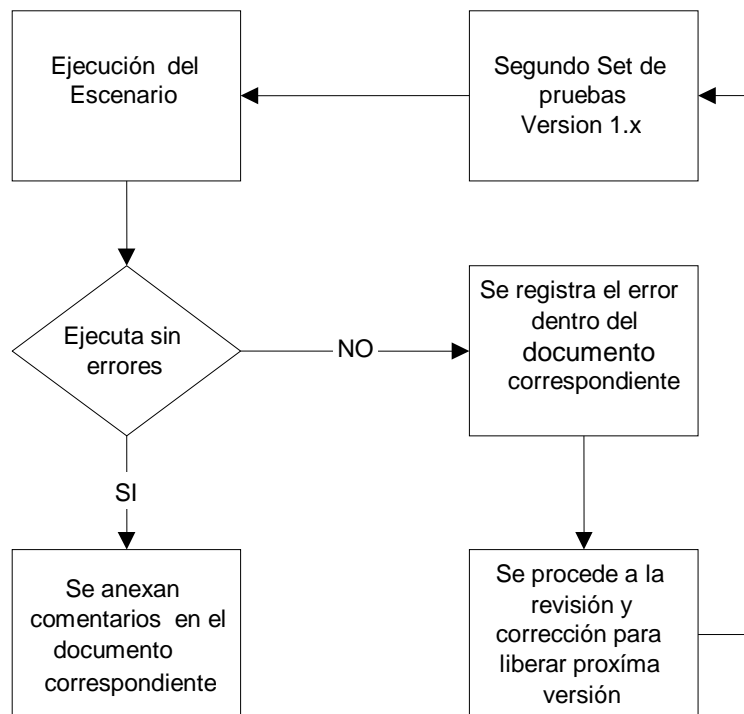 Ejecución del
Escenario
Segundo Set de
pruebas
Version 1.x
Ejecuta sin
errores
NO
Se registra el error
dentro del
documento
correspondiente
SI
Se anexan
comentarios en el
documento
correspondiente
Se procede a la
revisión y
corrección para
liberar proxíma
versión